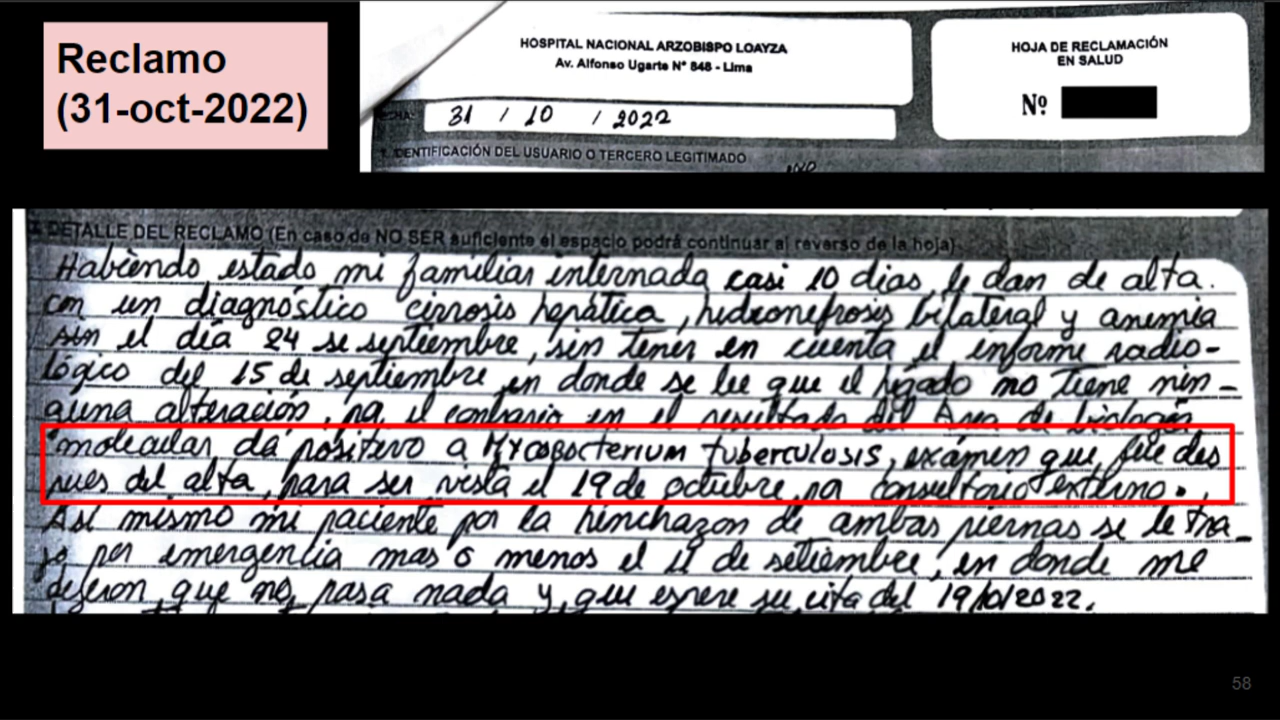 Reclamo
(31-oct-2022)
HOSPITAL NACIONAL ARZOBISPO LOAYZA
Av. Alfonso Ugarte Nº 848 - Lima
HOJA DE RECLAMACIÓN
EN SALUD
Nº
31 / 10 / 2022
IDENTIFICACIÓN DEL USUARIO O TERCERO LEGITIMADO
DETALLE DEL RECLAMO (En caso de NO SER suficiente el espacio podrá continuar al reverso de la hoja)
Habiendo estado mi familiar internada casi 10 dias, le dan de alta.
con un diagnóstico cirrosis hepática, hidronefrosis bilateral y anemia
sin el día 24 se septiembre, sin tener en cuenta el informe radio-
lógico del 15 de septiembre en donde se lee que el hígado no tiene nin-
guna alteración, pa el contrario en el resultado del Area de biología
molecular dá positivo a Mycobacterium tuberculosis, exámen que fue des
pues del alta, para ser vista el 19 de octubre, pa consultorio externo.
Así mismo mi paciente por la hinchazon de ambas piernas se le tra-
jo por emergencia mas o menos el 11 de setiembre, en donde me
dijeron que no pasa nada y que espere su cita del 19/10/2022.
58